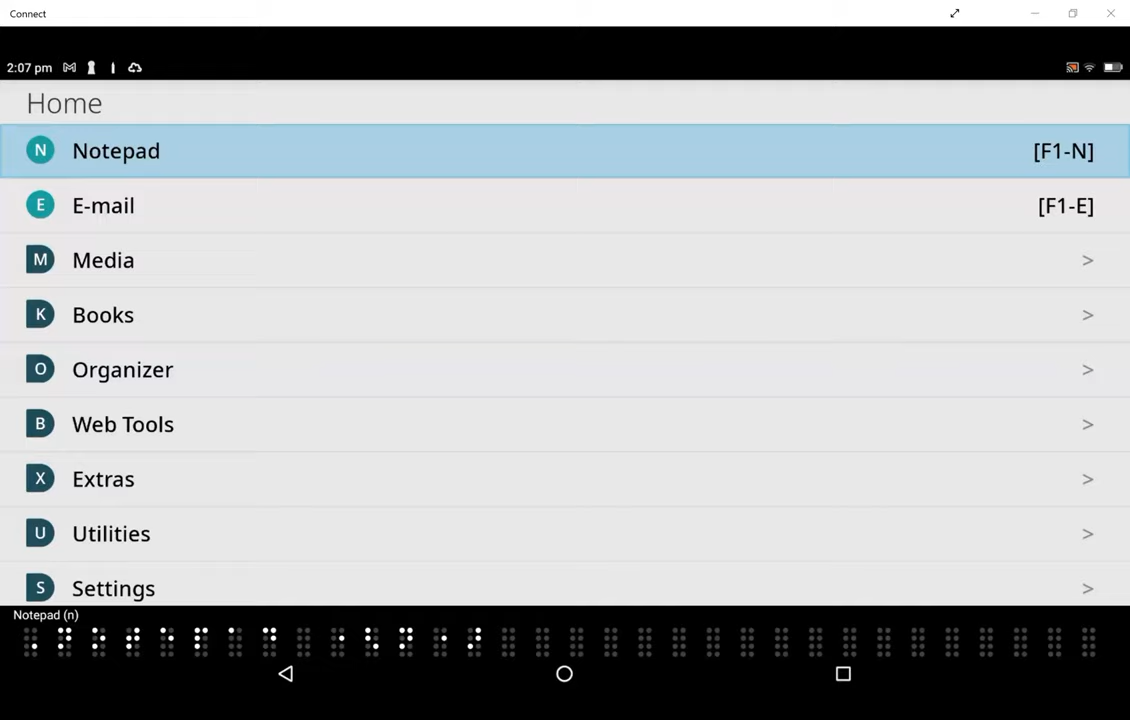 Connect
2:07 pm
Home
N Notepad [F1-N]
E E-mail [F1-E]
M Media >
K Books >
O Organizer >
B Web Tools >
X Extras >
U Utilities >
S Settings >
Notepad (n)